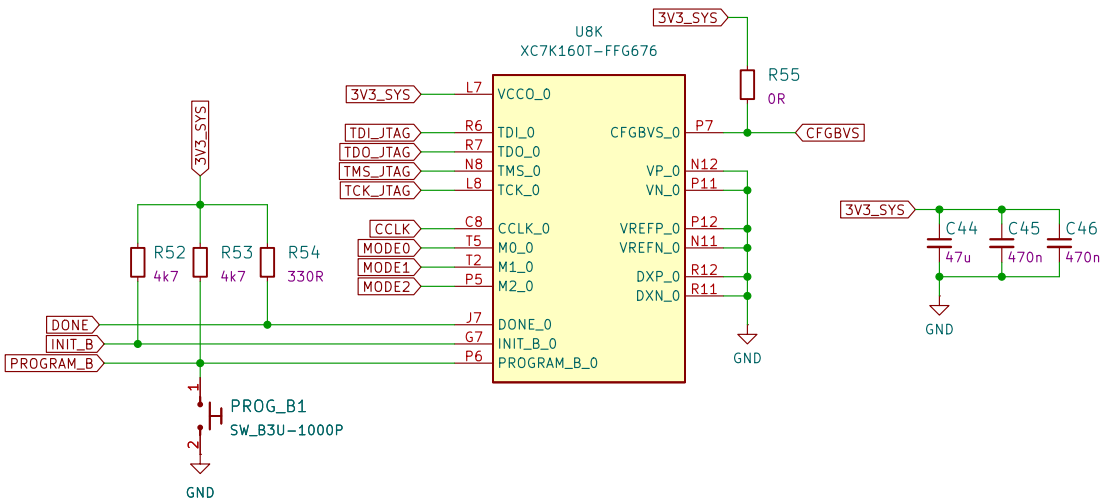 3V3_SYS
U8K
XC7K160T-FFG676
R55
0R
3V3_SYS
L7
VCCO_0
3V3_SYS
TDI_JTAG
R6
TDI_0
CFGBVS_0
P7
CFGBVS
TDO_JTAG
R7
TDO_0
TMS_JTAG
N8
TMS_0
VP_0
N12
TCK_JTAG
L8
TCK_0
VN_0
P11
3V3_SYS
CCLK
C8
CCLK_0
VREFP_0
P12
C44
C45
C46
MODE0
T5
M0_0
VREFN_0
N11
R52
R53
R54
47u
470n
470n
MODE1
T2
M1_0
DXP_0
R12
4k7
4k7
330R
MODE2
P5
M2_0
DXN_0
R11
DONE
J7
DONE_0
GND
INIT_B
G7
INIT_B_0
GND
PROGRAM_B
P6
PROGRAM_B_0
1
PROG_B1
SW_B3U-1000P
2
GND